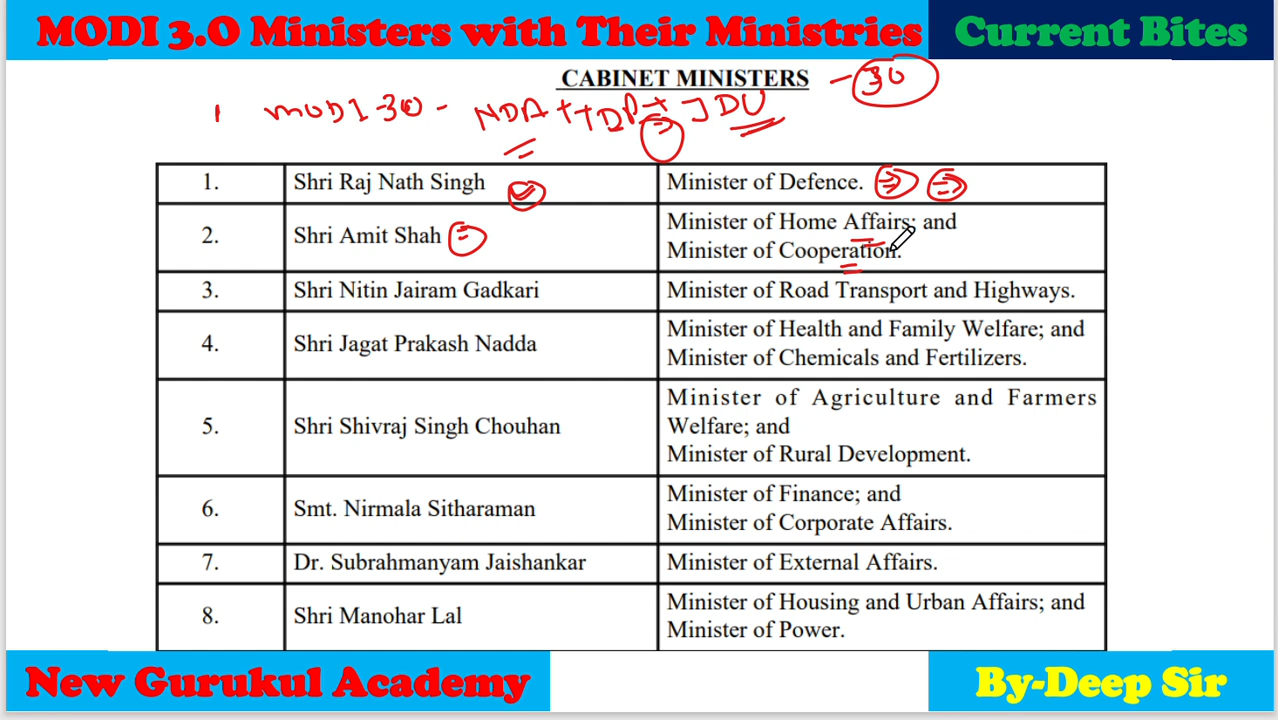 MODI 3.O Ministers with Their Ministries
Current Bites
CABINET MINISTERS - 30
1 MODI 30 - NDA + TDP + JDU
1. Shri Raj Nath Singh Minister of Defence.
2. Shri Amit Shah Minister of Home Affairs; and
Minister of Cooperation.
3. Shri Nitin Jairam Gadkari Minister of Road Transport and Highways.
4. Shri Jagat Prakash Nadda Minister of Health and Family Welfare; and
Minister of Chemicals and Fertilizers.
5. Shri Shivraj Singh Chouhan Minister of Agriculture and Farmers
Welfare; and
Minister of Rural Development.
6. Smt. Nirmala Sitharaman Minister of Finance; and
Minister of Corporate Affairs.
7. Dr. Subrahmanyam Jaishankar Minister of External Affairs.
8. Shri Manohar Lal Minister of Housing and Urban Affairs; and
Minister of Power.
New Gurukul Academy
By-Deep Sir